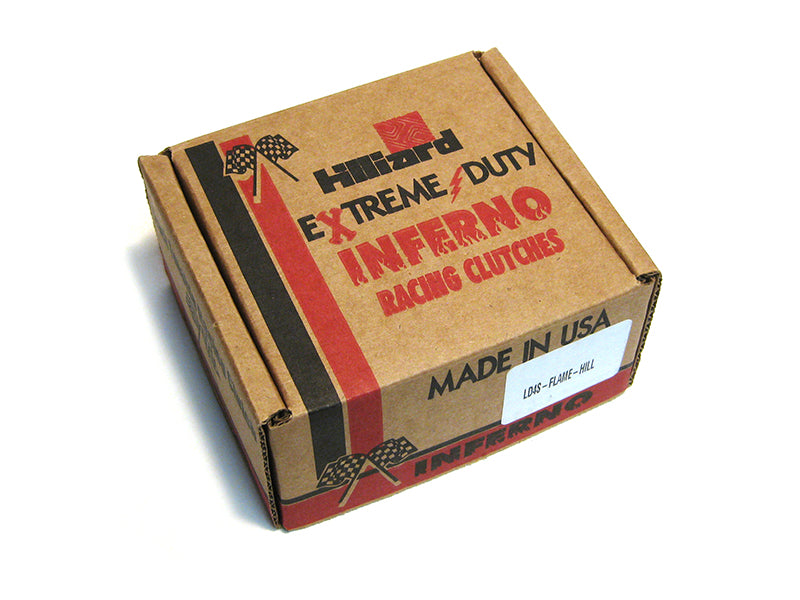 Hilliard
EXTREME DUTY
INFERNO
RACING CLUTCHES
MADE IN USA
LD4S-FLAME-HILL
INFERNO